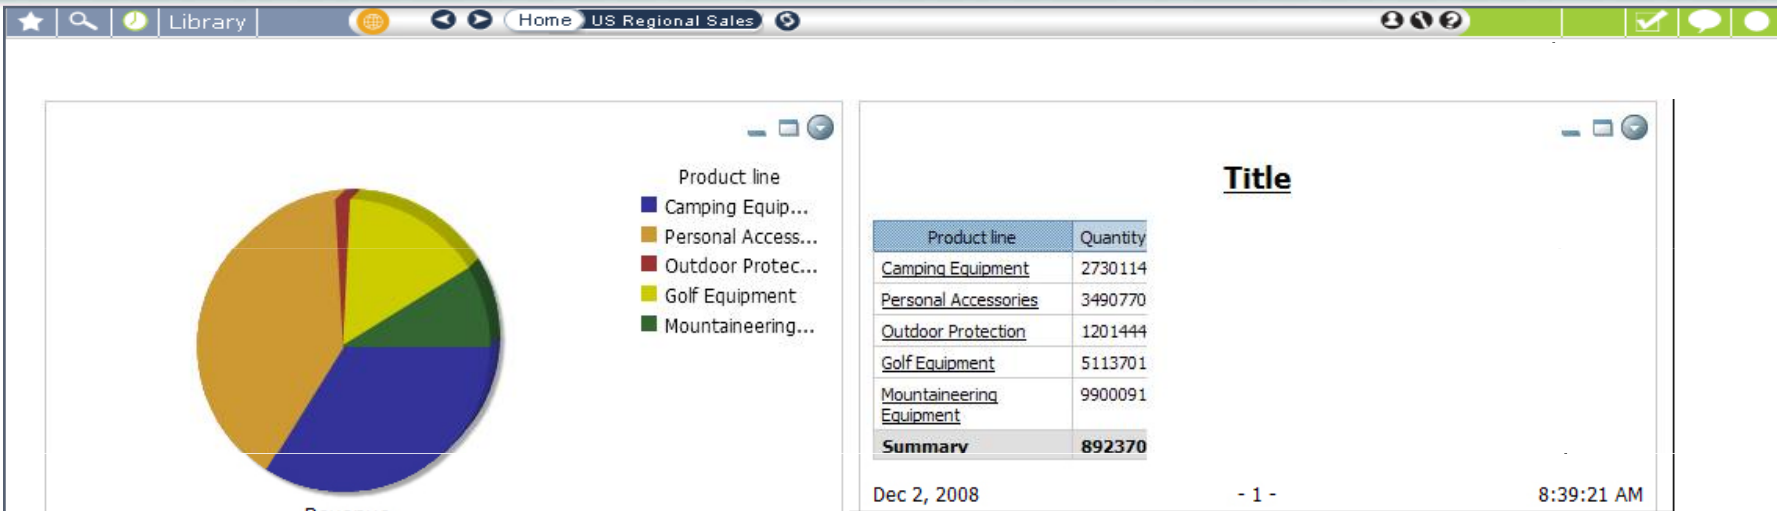 Library
Home US Regional Sales
Product line
Camping Equip...
Personal Access...
Outdoor Protec...
Golf Equipment
Mountaineering...
Title
Product line Quantity
Camping Equipment 2730114
Personal Accessories 3490770
Outdoor Protection 1201444
Golf Equipment 5113701
Mountaineering 9900091
Equipment
Summary 892370
Dec 2, 2008 - 1 - 8:39:21 AM